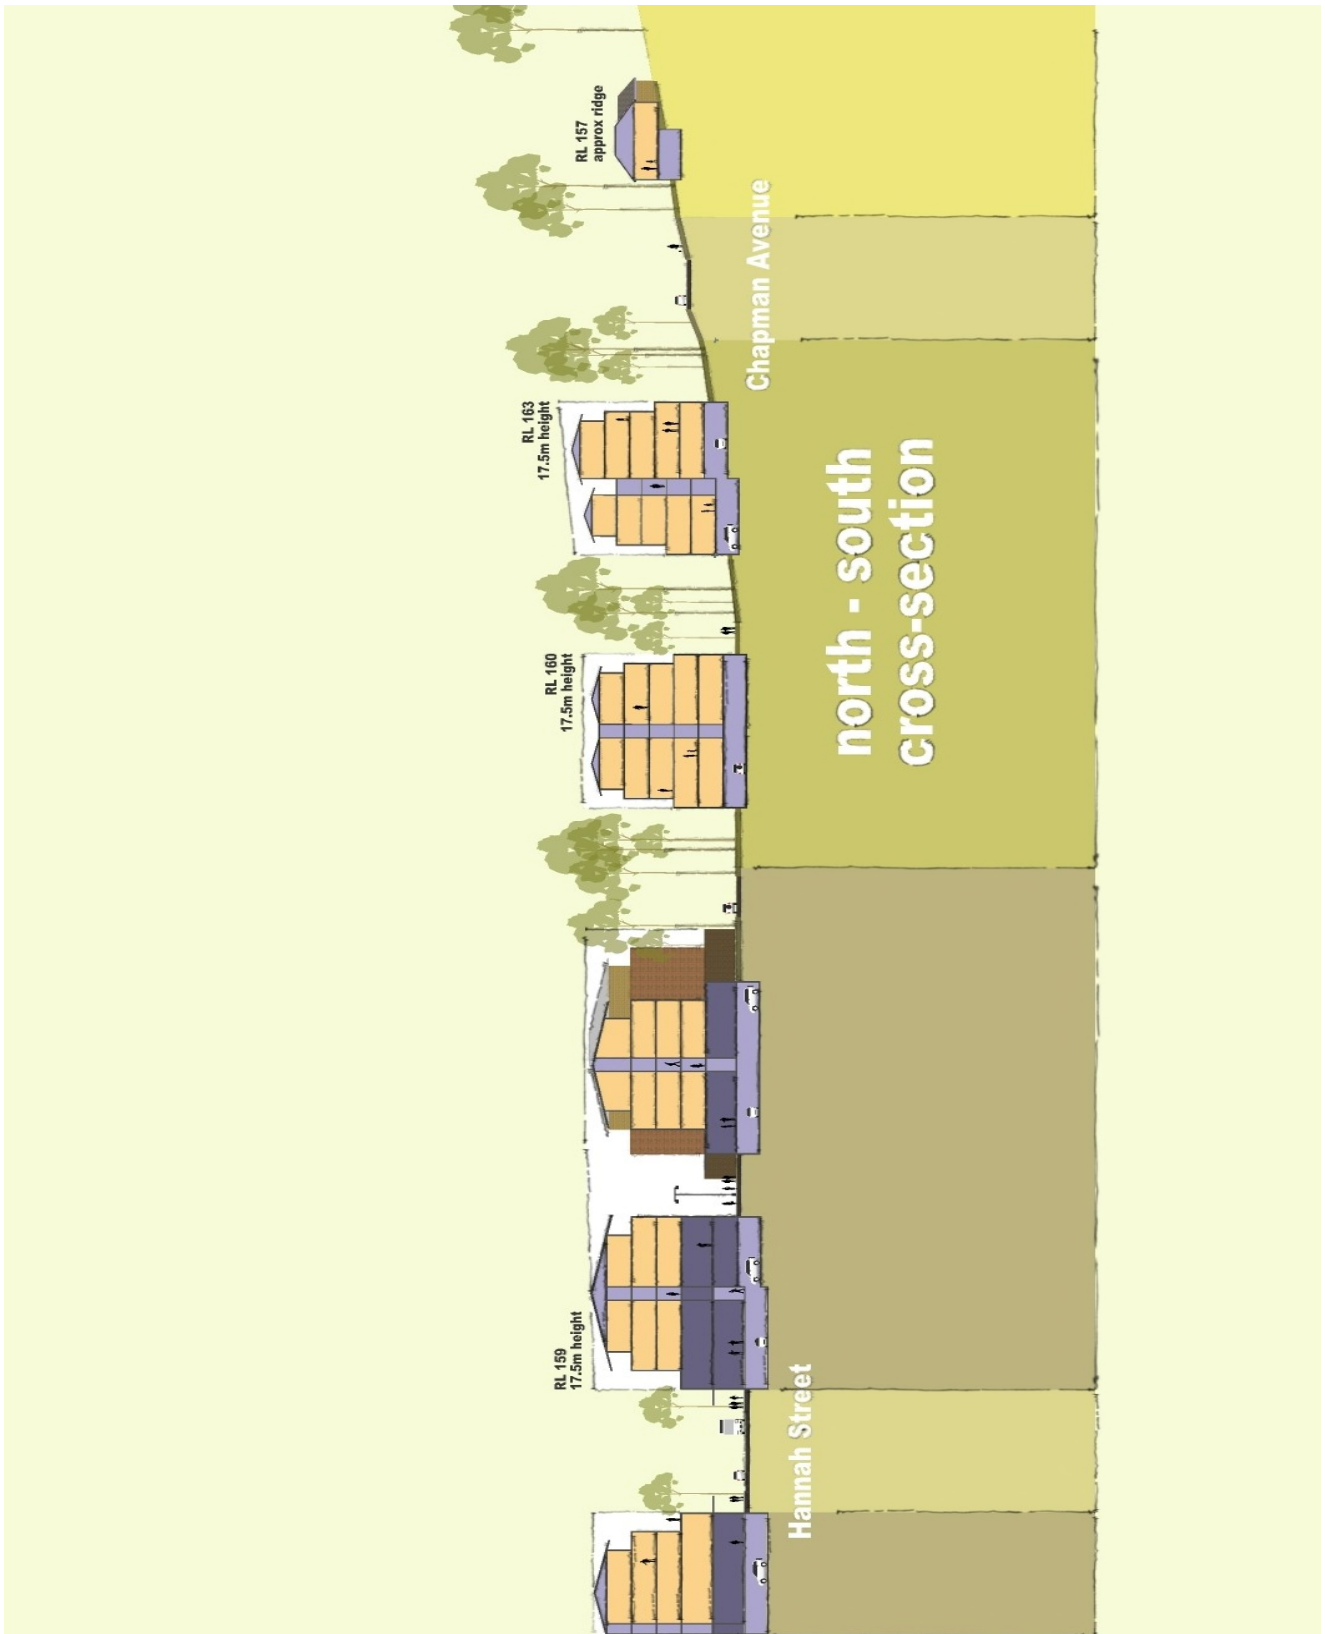 RL 159
17.5m height
Hannah Street
RL 160
17.5m height
RL 163
17.5m height
north - south
cross-section
Chapman Avenue
RL 157
approx ridge